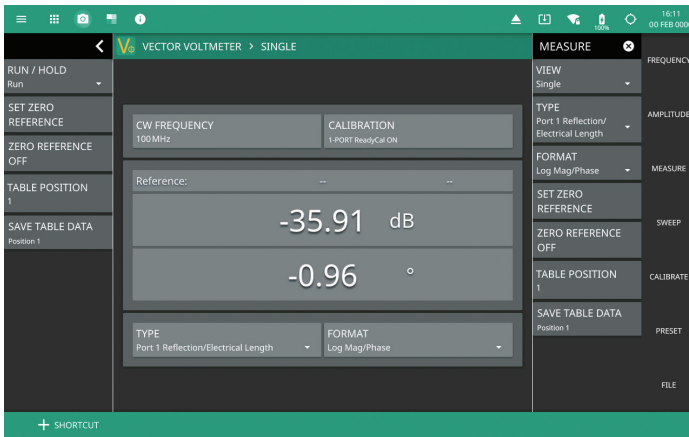 100%
16:11
00 FEB 000
VΦ VECTOR VOLTMETER > SINGLE
RUN / HOLD
Run
SET ZERO
REFERENCE
ZERO REFERENCE
OFF
TABLE POSITION
1
SAVE TABLE DATA
Position 1
CW FREQUENCY
100 MHz
CALIBRATION
1-PORT ReadyCal ON
Reference: -- --
-35.91 dB
-0.96 °
TYPE
Port 1 Reflection/Electrical Length
FORMAT
Log Mag/Phase
MEASURE
VIEW
Single
TYPE
Port 1 Reflection/
Electrical Length
FORMAT
Log Mag/Phase
SET ZERO
REFERENCE
ZERO REFERENCE
OFF
TABLE POSITION
1
SAVE TABLE DATA
Position 1
FREQUENCY
AMPLITUDE
MEASURE
SWEEP
CALIBRATE
PRESET
FILE
+ SHORTCUT